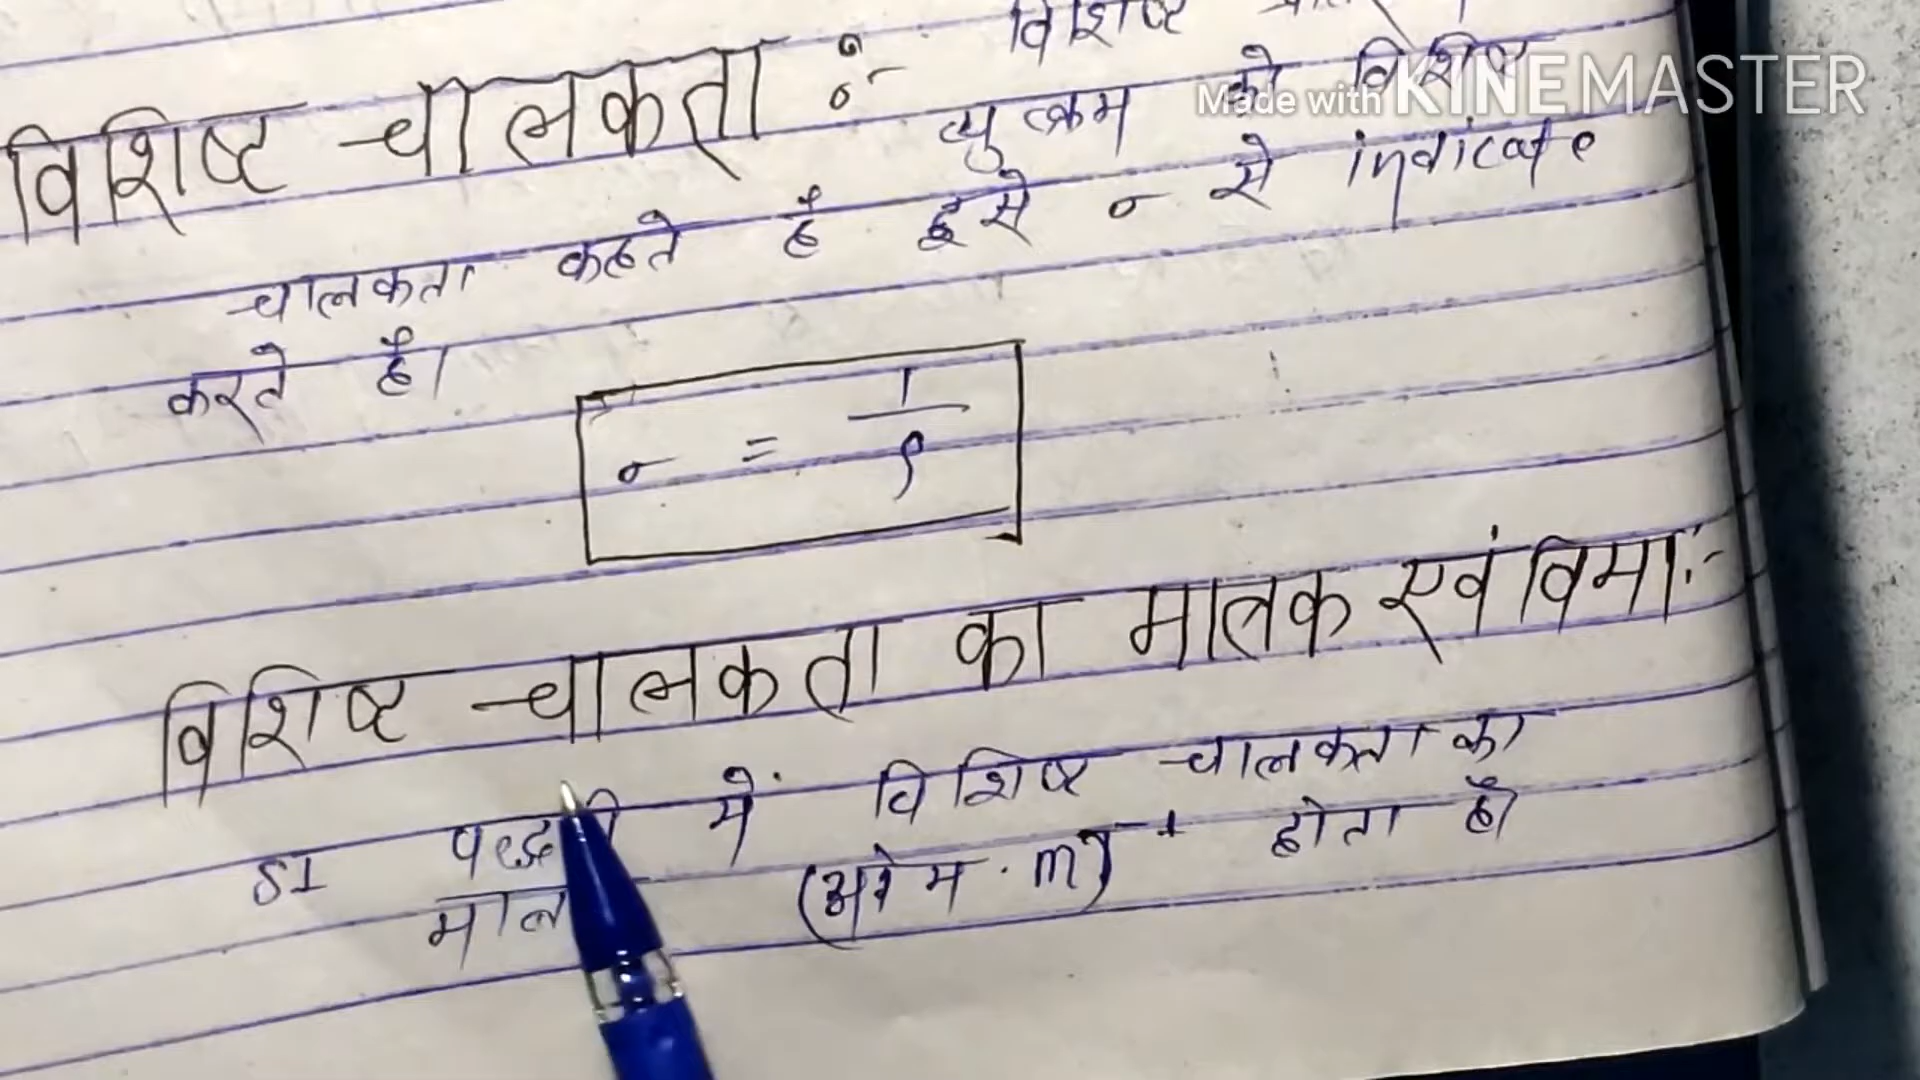 विशिष्ट चालकता :- विशिष्ट
व्युत्क्रम को विशिष्ट
चालकता कहते है इसे σ से indicate
करते है।
σ = 1/ρ
विशिष्ट चालकता का मात्रक एवं विमा :-
SI पद्धती में विशिष्ट चालकता का
(ओम . m)⁻¹ होता है।
Made with KINEMASTER